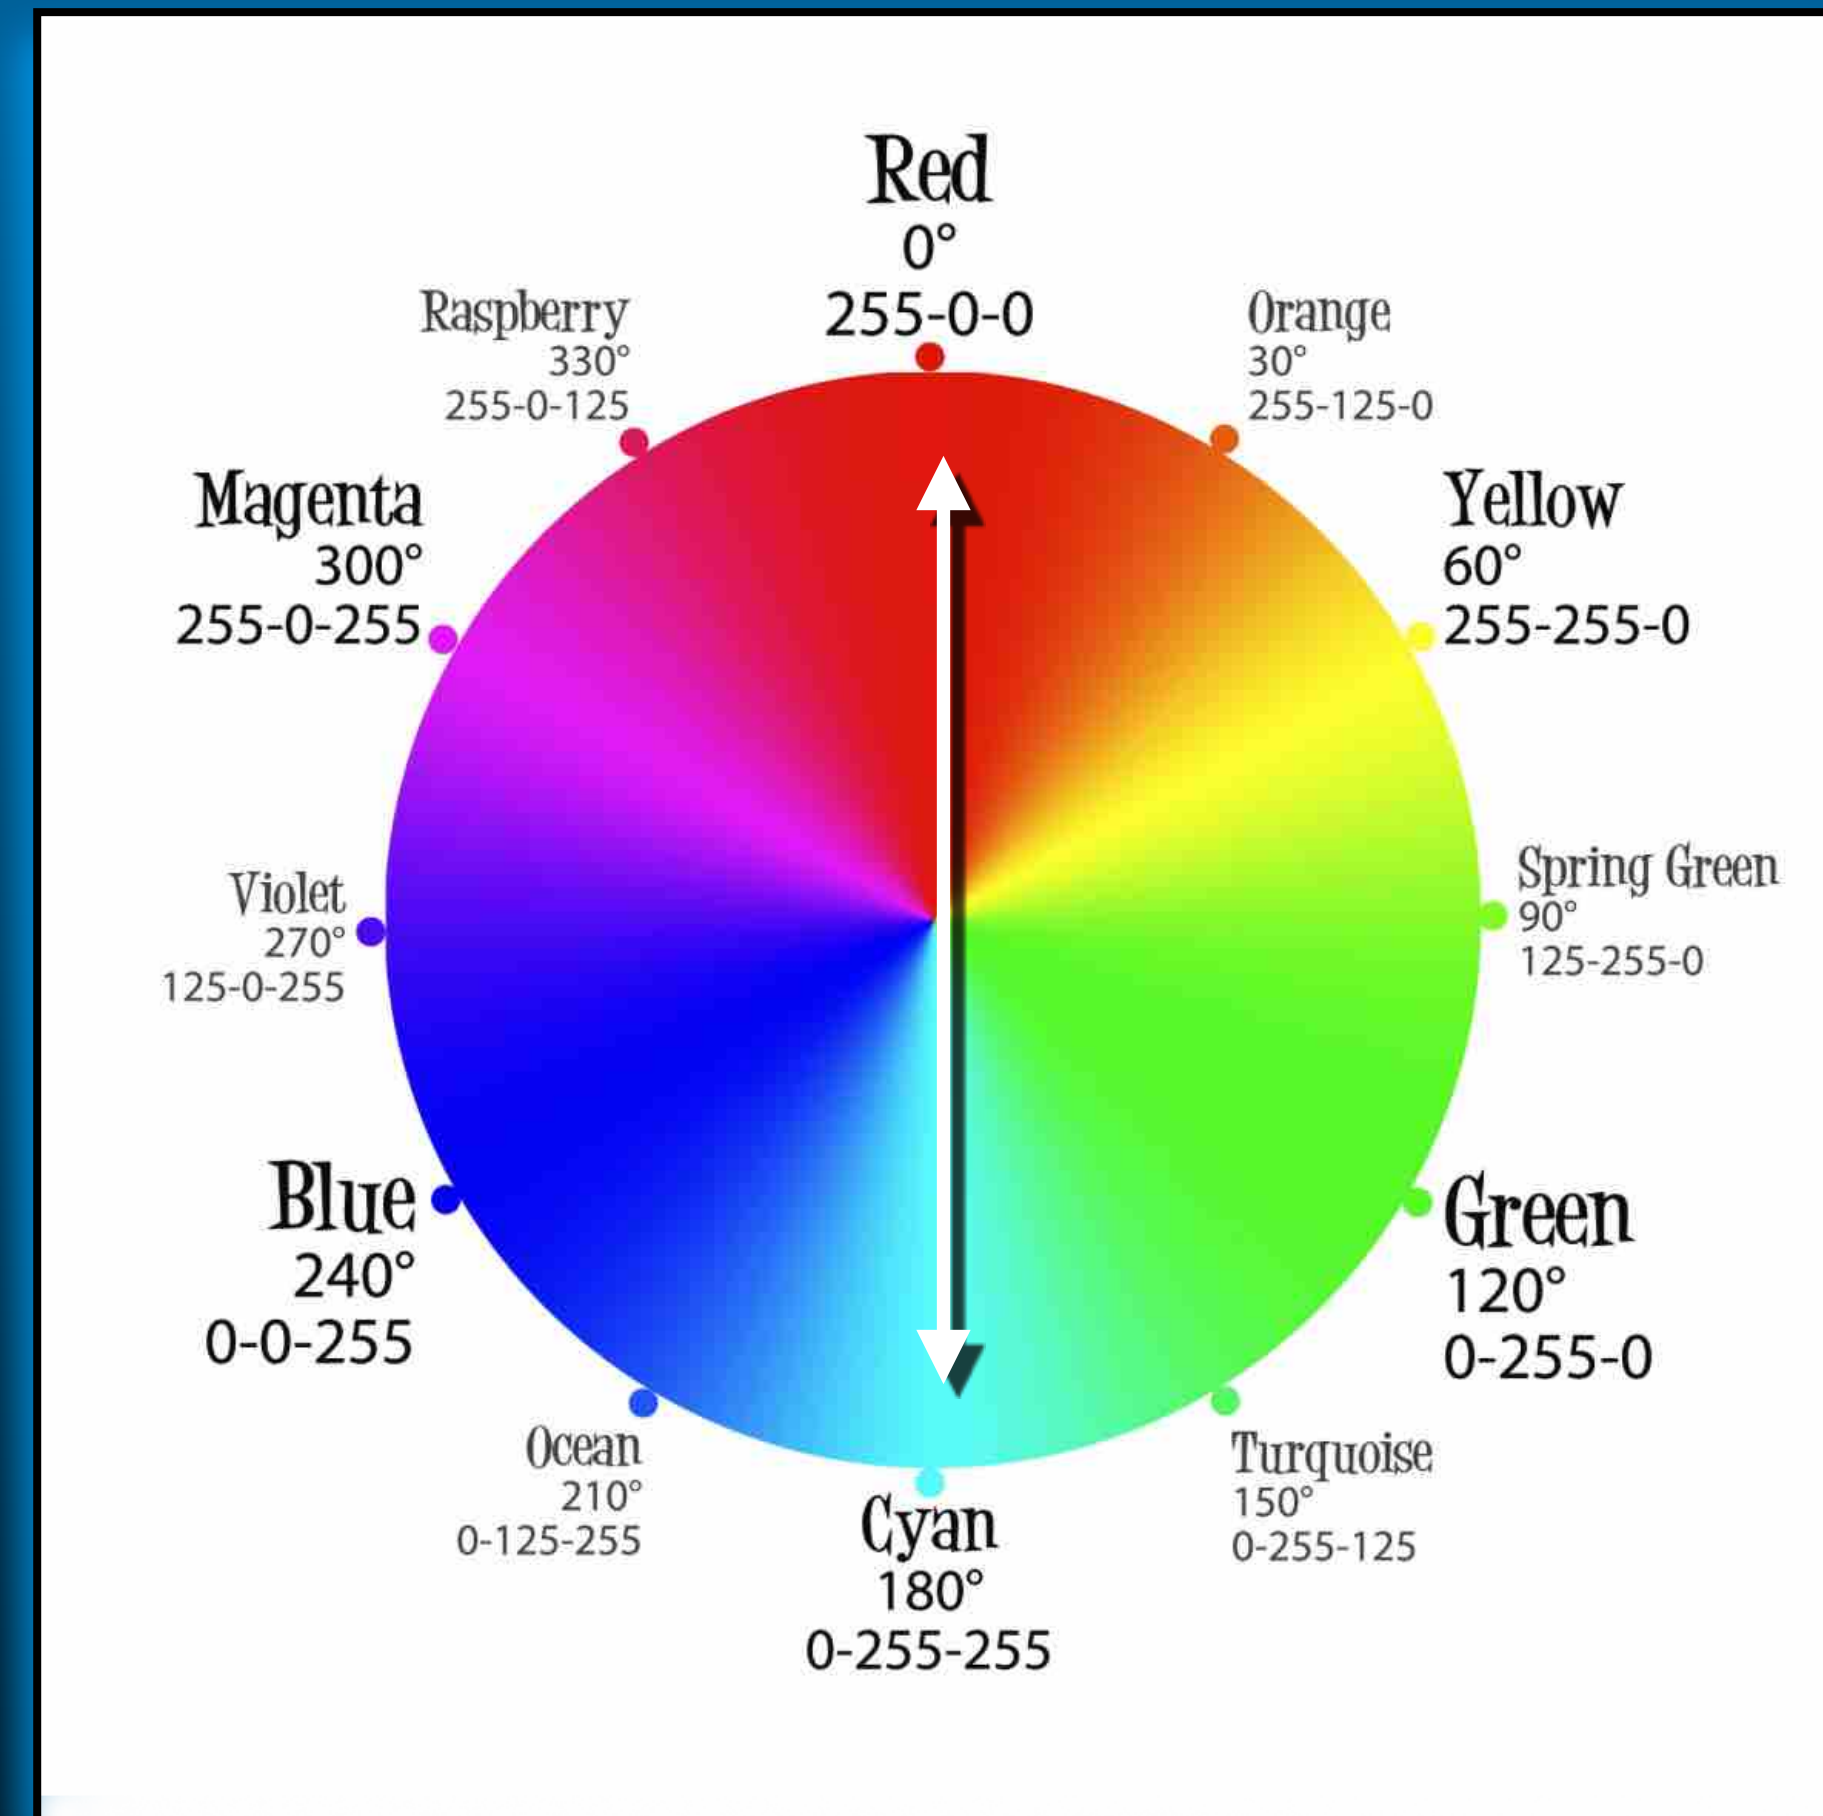 Red
0°
255-0-0
Orange
30°
255-125-0
Yellow
60°
255-255-0
Spring Green
90°
125-255-0
Green
120°
0-255-0
Turquoise
150°
0-255-125
Cyan
180°
0-255-255
Ocean
210°
0-125-255
Blue
240°
0-0-255
Violet
270°
125-0-255
Magenta
300°
255-0-255
Raspberry
330°
255-0-125